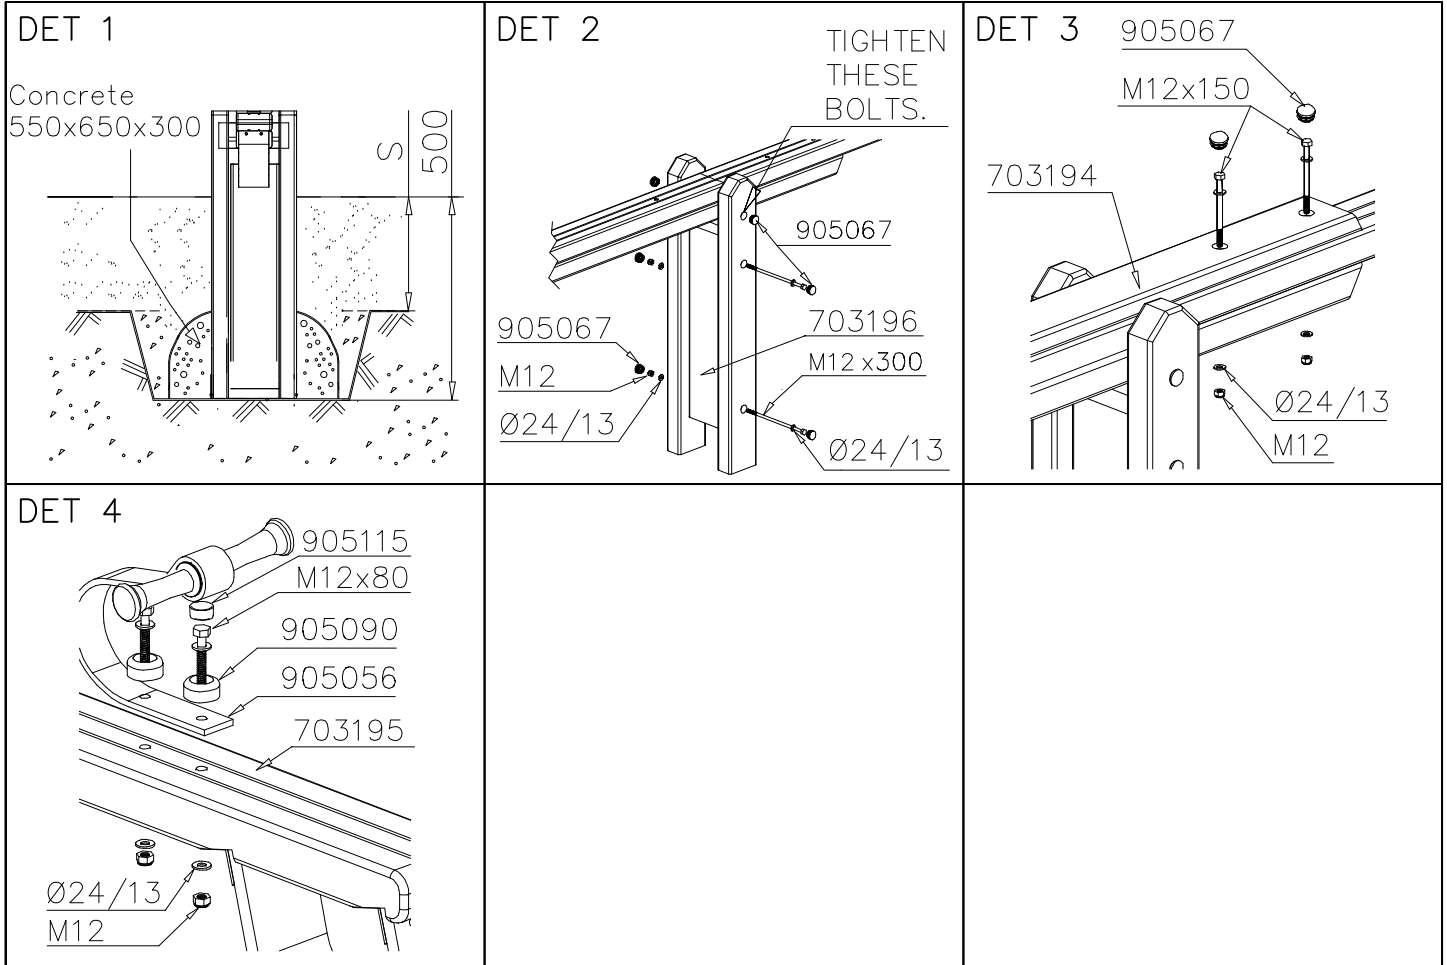 DET 1
Concrete
550x650x300
S
500
DET 2
TIGHTEN
THESE
BOLTS.
905067
905067
M12
Ø24/13
703196
M12x300
Ø24/13
DET 3
905067
M12x150
703194
Ø24/13
M12
DET 4
905115
M12x80
905090
905056
703195
Ø24/13
M12